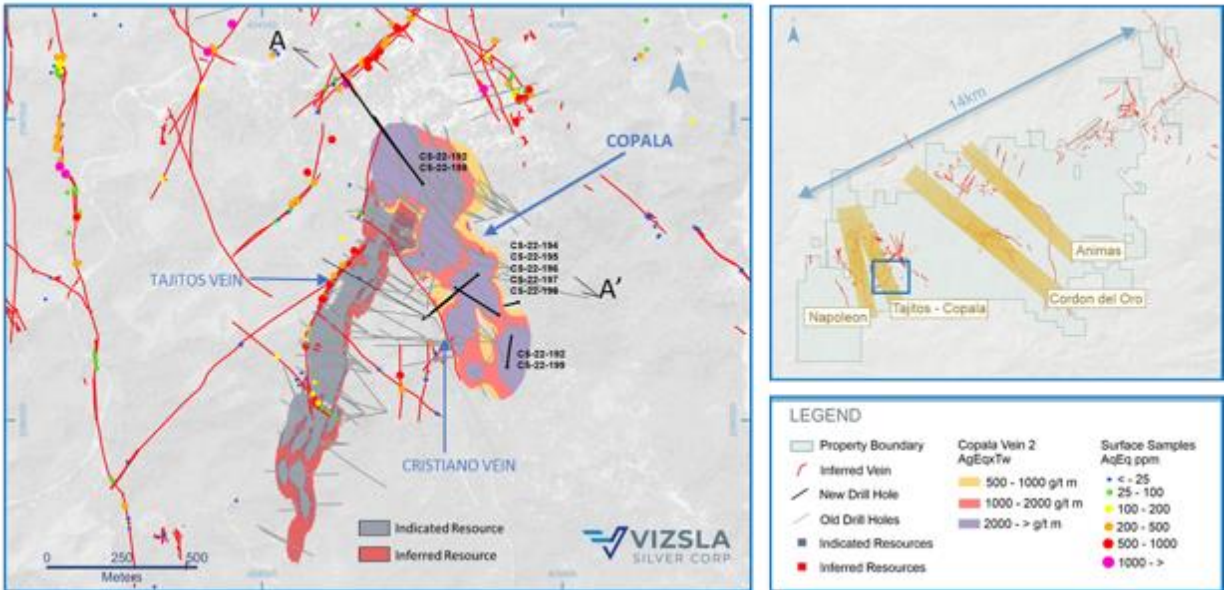 A
COPALA
CS-22-192
CS-22-198
CS-22-194
CS-22-195
CS-22-196
CS-22-197
CS-22-198
A'
TAJITOS VEIN
CS-22-192
CS-22-199
CRISTIANO VEIN
Indicated Resource
Inferred Resource
VIZSLA
SILVER CORP
0 250 500
Meters
14km
Animas
Cordon del Oro
Tajitos - Copala
Napoleon
LEGEND
Property Boundary
Inferred Vein
New Drill Hole
Old Drill Holes
Indicated Resources
Inferred Resources
Copala Vein 2
AgEqxTw
500 - 1000 g/t m
1000 - 2000 g/t m
2000 - > g/t m
Surface Samples
AqEq ppm
< - 25
25 - 100
100 - 200
200 - 500
500 - 1000
1000 - >